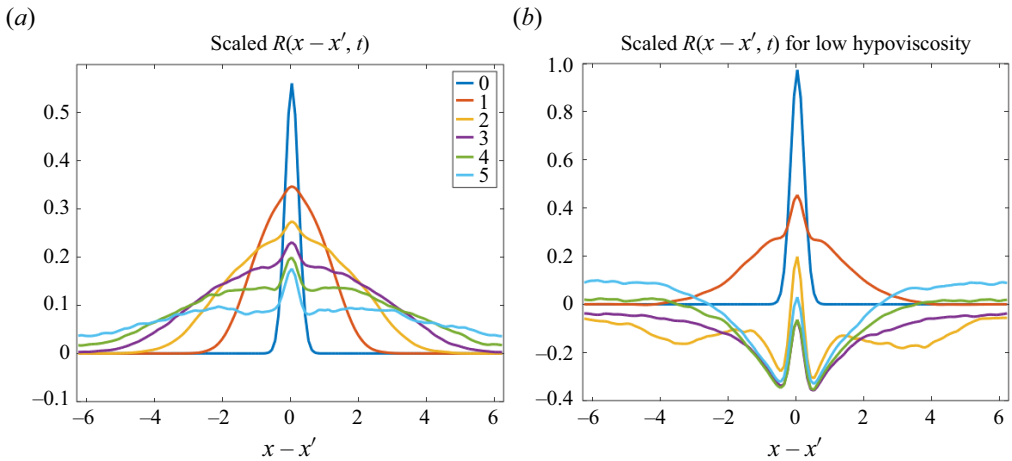 (a)
Scaled R(x − x′, t)
0.5
0.4
0.3
0.2
0.1
0
−0.1
−6 −4 −2 0 2 4 6
x − x′
0
1
2
3
4
5
(b)
Scaled R(x − x′, t) for low hypoviscosity
1.0
0.8
0.6
0.4
0.2
0
−0.2
−0.4
−6 −4 −2 0 2 4 6
x − x′